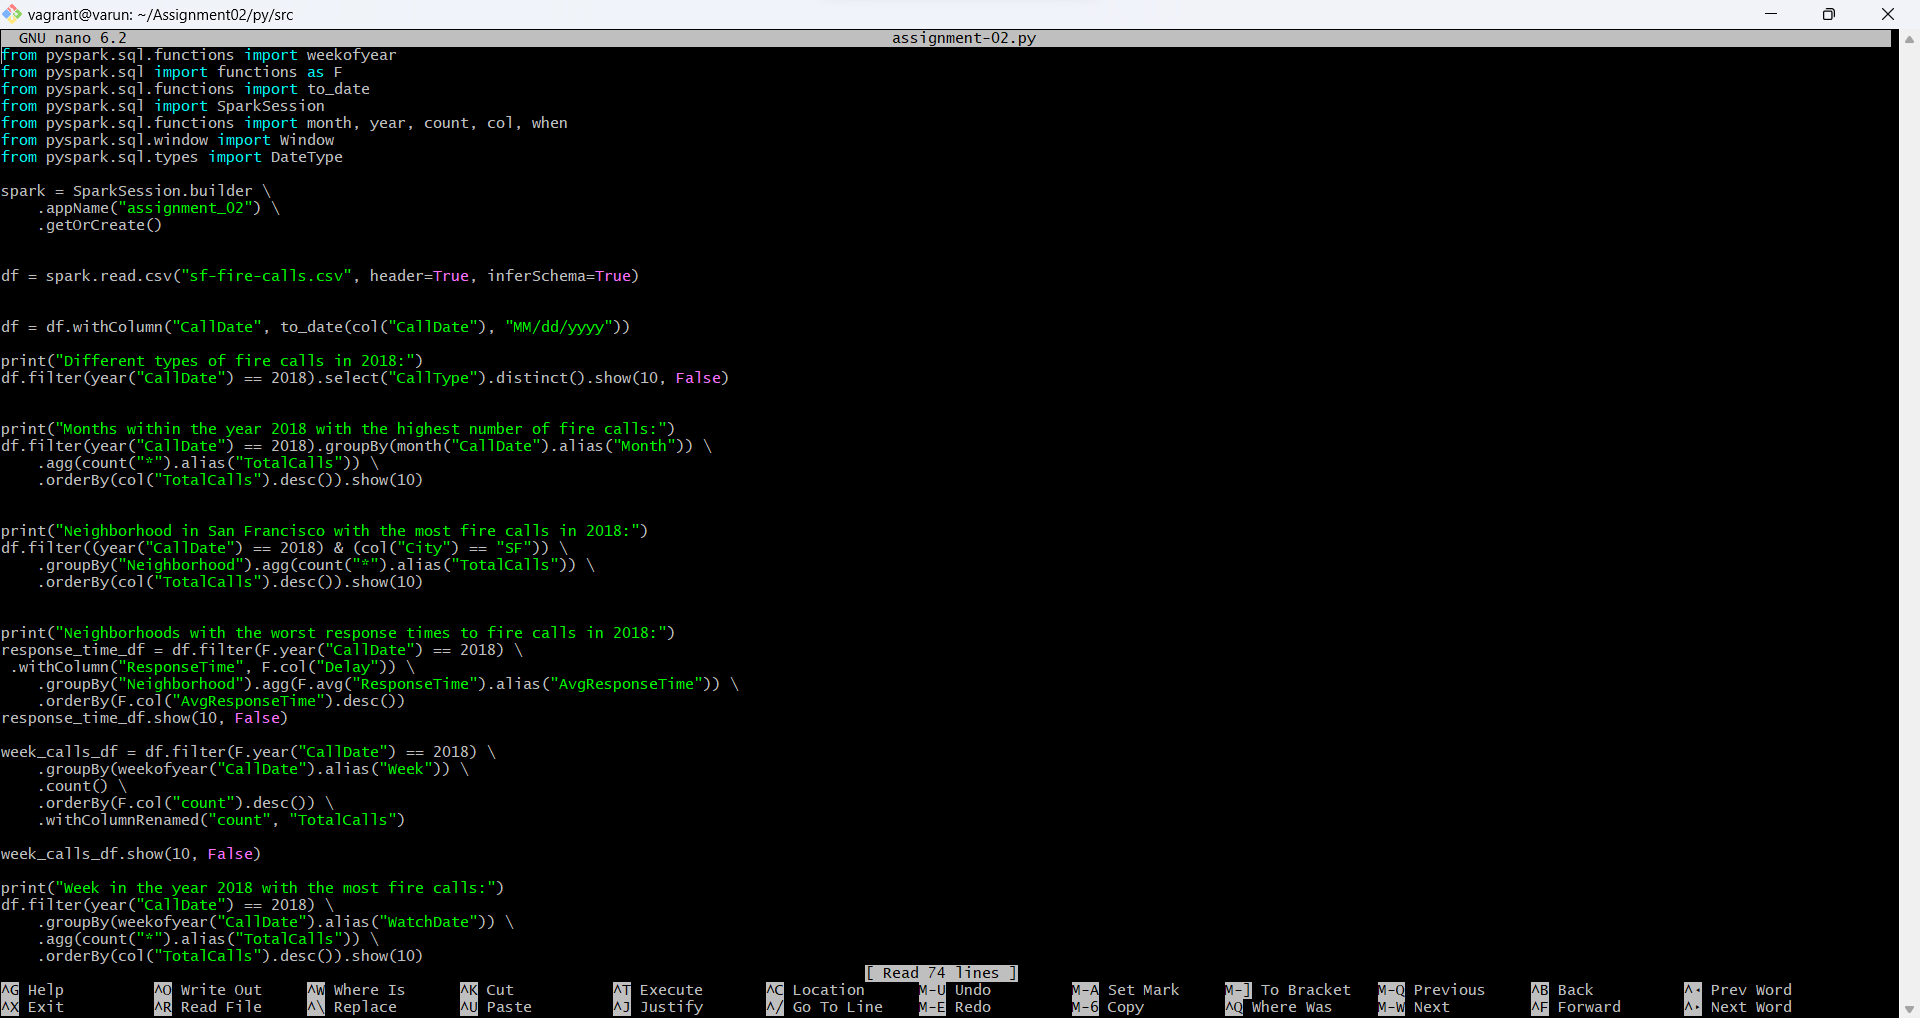 vagrant@varun: ~/Assignment02/py/src
GNU nano 6.2 assignment-02.py
from pyspark.sql.functions import weekofyear
from pyspark.sql import functions as F
from pyspark.sql.functions import to_date
from pyspark.sql import SparkSession
from pyspark.sql.functions import month, year, count, col, when
from pyspark.sql.window import Window
from pyspark.sql.types import DateType
spark = SparkSession.builder \
    .appName("assignment_02") \
    .getOrCreate()
df = spark.read.csv("sf-fire-calls.csv", header=True, inferSchema=True)
df = df.withColumn("CallDate", to_date(col("CallDate"), "MM/dd/yyyy"))
print("Different types of fire calls in 2018:")
df.filter(year("CallDate") == 2018).select("CallType").distinct().show(10, False)
print("Months within the year 2018 with the highest number of fire calls:")
df.filter(year("CallDate") == 2018).groupBy(month("CallDate").alias("Month")) \
    .agg(count("*").alias("TotalCalls")) \
    .orderBy(col("TotalCalls").desc()).show(10)
print("Neighborhood in San Francisco with the most fire calls in 2018:")
df.filter((year("CallDate") == 2018) & (col("City") == "SF")) \
    .groupBy("Neighborhood").agg(count("*").alias("TotalCalls")) \
    .orderBy(col("TotalCalls").desc()).show(10)
print("Neighborhoods with the worst response times to fire calls in 2018:")
response_time_df = df.filter(F.year("CallDate") == 2018) \
 .withColumn("ResponseTime", F.col("Delay")) \
    .groupBy("Neighborhood").agg(F.avg("ResponseTime").alias("AvgResponseTime")) \
    .orderBy(F.col("AvgResponseTime").desc())
response_time_df.show(10, False)
week_calls_df = df.filter(F.year("CallDate") == 2018) \
    .groupBy(weekofyear("CallDate").alias("Week")) \
    .count() \
    .orderBy(F.col("count").desc()) \
    .withColumnRenamed("count", "TotalCalls")
week_calls_df.show(10, False)
print("Week in the year 2018 with the most fire calls:")
df.filter(year("CallDate") == 2018) \
    .groupBy(weekofyear("CallDate").alias("WatchDate")) \
    .agg(count("*").alias("TotalCalls")) \
    .orderBy(col("TotalCalls").desc()).show(10)
[ Read 74 lines ]
^G Help ^O Write Out ^W Where Is ^K Cut ^T Execute ^C Location M-U Undo M-A Set Mark M-] To Bracket M-Q Previous ^B Back ^◂ Prev Word
^X Exit ^R Read File ^\ Replace ^U Paste ^J Justify ^/ Go To Line M-E Redo M-6 Copy ^Q Where Was M-W Next ^F Forward ^▸ Next Word